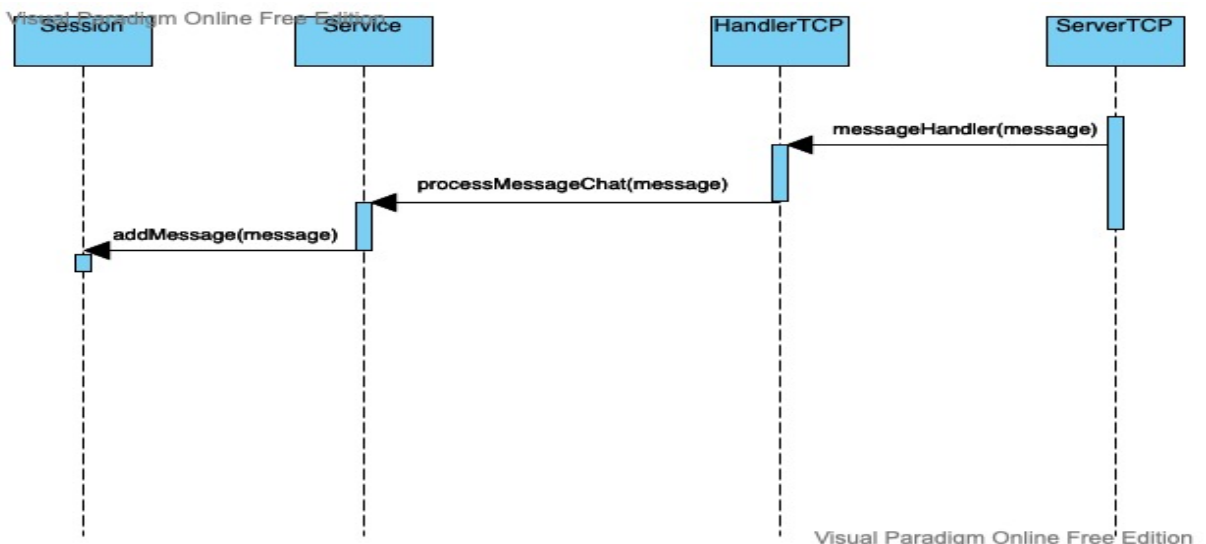 Visual Paradigm Online Free Edition
Session
Service
HandlerTCP
ServerTCP
messageHandler(message)
processMessageChat(message)
addMessage(message)
Visual Paradigm Online Free Edition